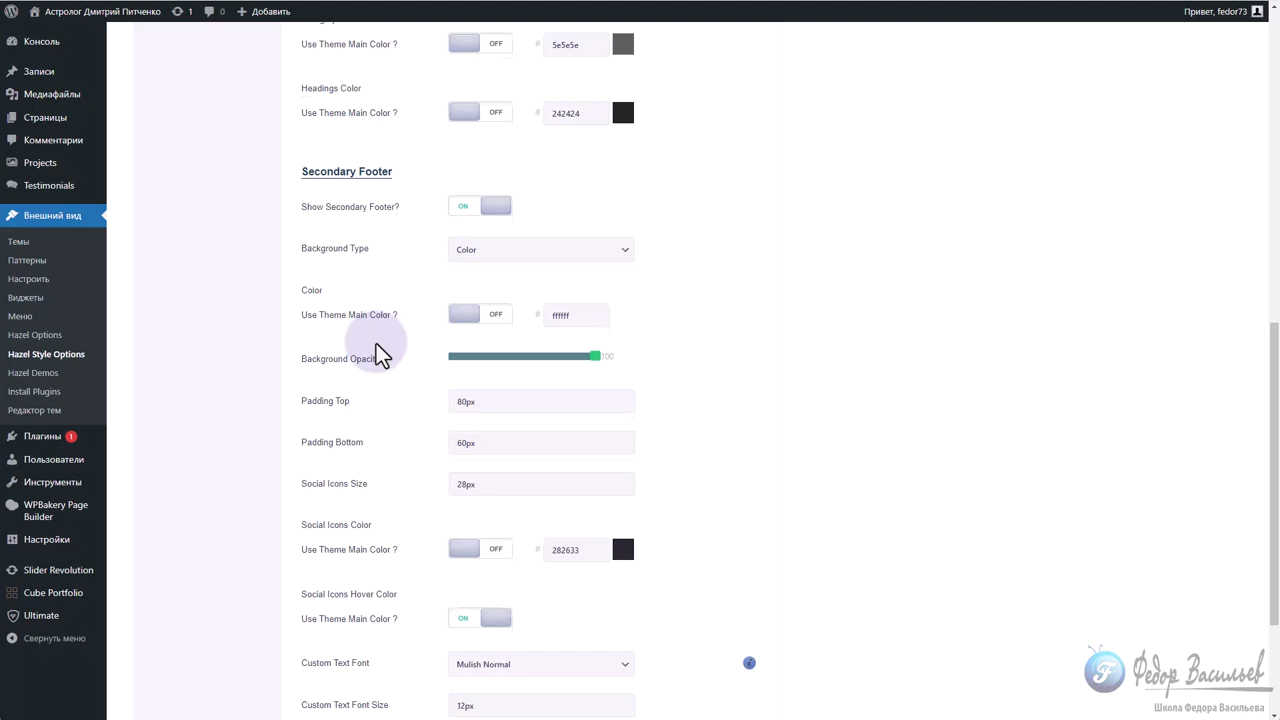 Адвокат Дорогий Питинко
1
0
Добавить
Привет, fedor73
Консоль
Записи
Медиафайлы
Страницы
Комментарии
Projects
Testimonials
Внешний вид
Темы
Паттерны
Настроить
Виджеты
Меню
Hazel Options
Hazel Style Options
Hazel Demos
Install Plugins
Редактор тем
Плагины 1
Пользователи
Инструменты
WPBakery Page
Builder
Настройки
Slider Revolution
Cube Portfolio
Ultimate
Свернуть меню
Use Theme Main Color ? OFF # 5e5e5e
Headings Color
Use Theme Main Color ? OFF # 242424
Secondary Footer
Show Secondary Footer? ON
Background Type Color
Color
Use Theme Main Color ? OFF # ffffff
Background Opacit 100
Padding Top 80px
Padding Bottom 60px
Social Icons Size 28px
Social Icons Color
Use Theme Main Color ? OFF # 282633
Social Icons Hover Color
Use Theme Main Color ? ON
Custom Text Font Mulish Normal
Custom Text Font Size 12px
Федор Васильев
Школа Федора Васильева